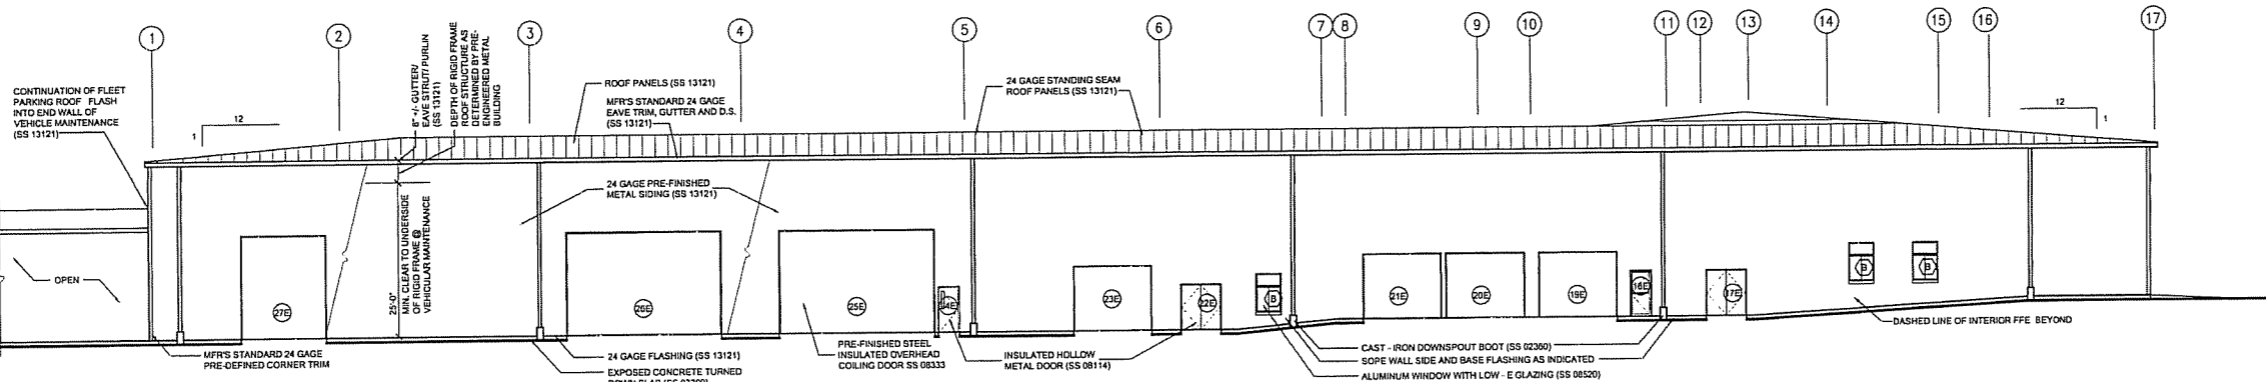 1
2
3
4
5
6
7
8
9
10
11
12
13
14
15
16
17
CONTINUATION OF FLEET
PARKING ROOF FLASH
INTO END WALL OF
VEHICLE MAINTENANCE
(SS 13121)
12
1
8" +/- GUTTER/
EAVE STRUT/ PURLIN
(SS 13121)
DEPTH OF RIGID FRAME
ROOF STRUCTURE AS
DETERMINED BY PRE-
ENGINEERED METAL
BUILDING
ROOF PANELS (SS 13121)
MFR'S STANDARD 24 GAGE
EAVE TRIM, GUTTER AND D.S.
(SS 13121)
24 GAGE STANDING SEAM
ROOF PANELS (SS 13121)
12
1
24 GAGE PRE-FINISHED
METAL SIDING (SS 13121)
25'-0"
MIN. CLEAR TO UNDERSIDE
OF RIGID FRAME @
VEHICULAR MAINTENANCE
OPEN
27E
26E
25E
23E
22E
B
21E
20E
19E
17E
B
B
MFR'S STANDARD 24 GAGE
PRE-DEFINED CORNER TRIM
24 GAGE FLASHING (SS 13121)
EXPOSED CONCRETE TURNED
PRE-FINISHED STEEL
INSULATED OVERHEAD
COILING DOOR SS 08333
INSULATED HOLLOW
METAL DOOR (SS 08114)
CAST - IRON DOWNSPOUT BOOT (SS 02360)
SOPE WALL SIDE AND BASE FLASHING AS INDICATED
ALUMINUM WINDOW WITH LOW - E GLAZING (SS 08520)
DASHED LINE OF INTERIOR FFE BEYOND